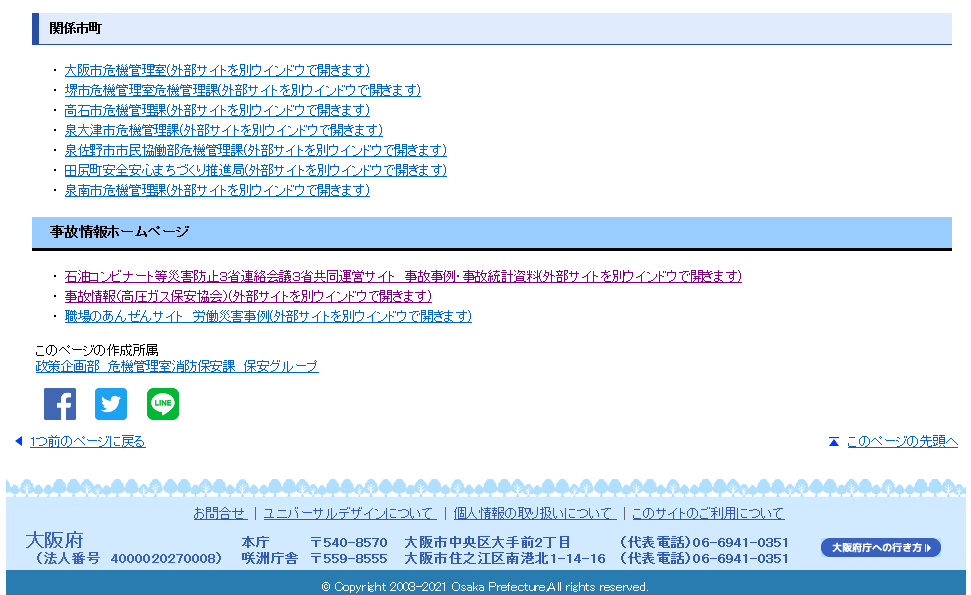 関係市町
・ 大阪市危機管理室(外部サイトを別ウインドウで開きます)
・ 堺市危機管理室危機管理課(外部サイトを別ウインドウで開きます)
・ 高石市危機管理課(外部サイトを別ウインドウで開きます)
・ 泉大津市危機管理課(外部サイトを別ウインドウで開きます)
・ 泉佐野市市民協働部危機管理課(外部サイトを別ウインドウで開きます)
・ 田尻町安全安心まちづくり推進局(外部サイトを別ウインドウで開きます)
・ 泉南市危機管理課(外部サイトを別ウインドウで開きます)
事故情報ホームページ
・ 石油コンビナート等災害防止3省連絡会議3省共同運営サイト 事故事例・事故統計資料(外部サイトを別ウインドウで開きます)
・ 事故情報(高圧ガス保安協会)(外部サイトを別ウインドウで開きます)
・ 職場のあんぜんサイト 労働災害事例(外部サイトを別ウインドウで開きます)
このページの作成所属
政策企画部 危機管理室消防保安課 保安グループ
LINE
1つ前のページに戻る
このページの先頭へ
お問合せ | ユニバーサルデザインについて | 個人情報の取り扱いについて | このサイトのご利用について
大阪府
(法人番号 4000020270008)
本庁 〒540-8570 大阪市中央区大手前2丁目 (代表電話)06-6941-0351
咲洲庁舎 〒559-8555 大阪市住之江区南港北1-14-16 (代表電話)06-6941-0351
大阪府庁への行き方
© Copyright 2003-2021 Osaka Prefecture,All rights reserved.